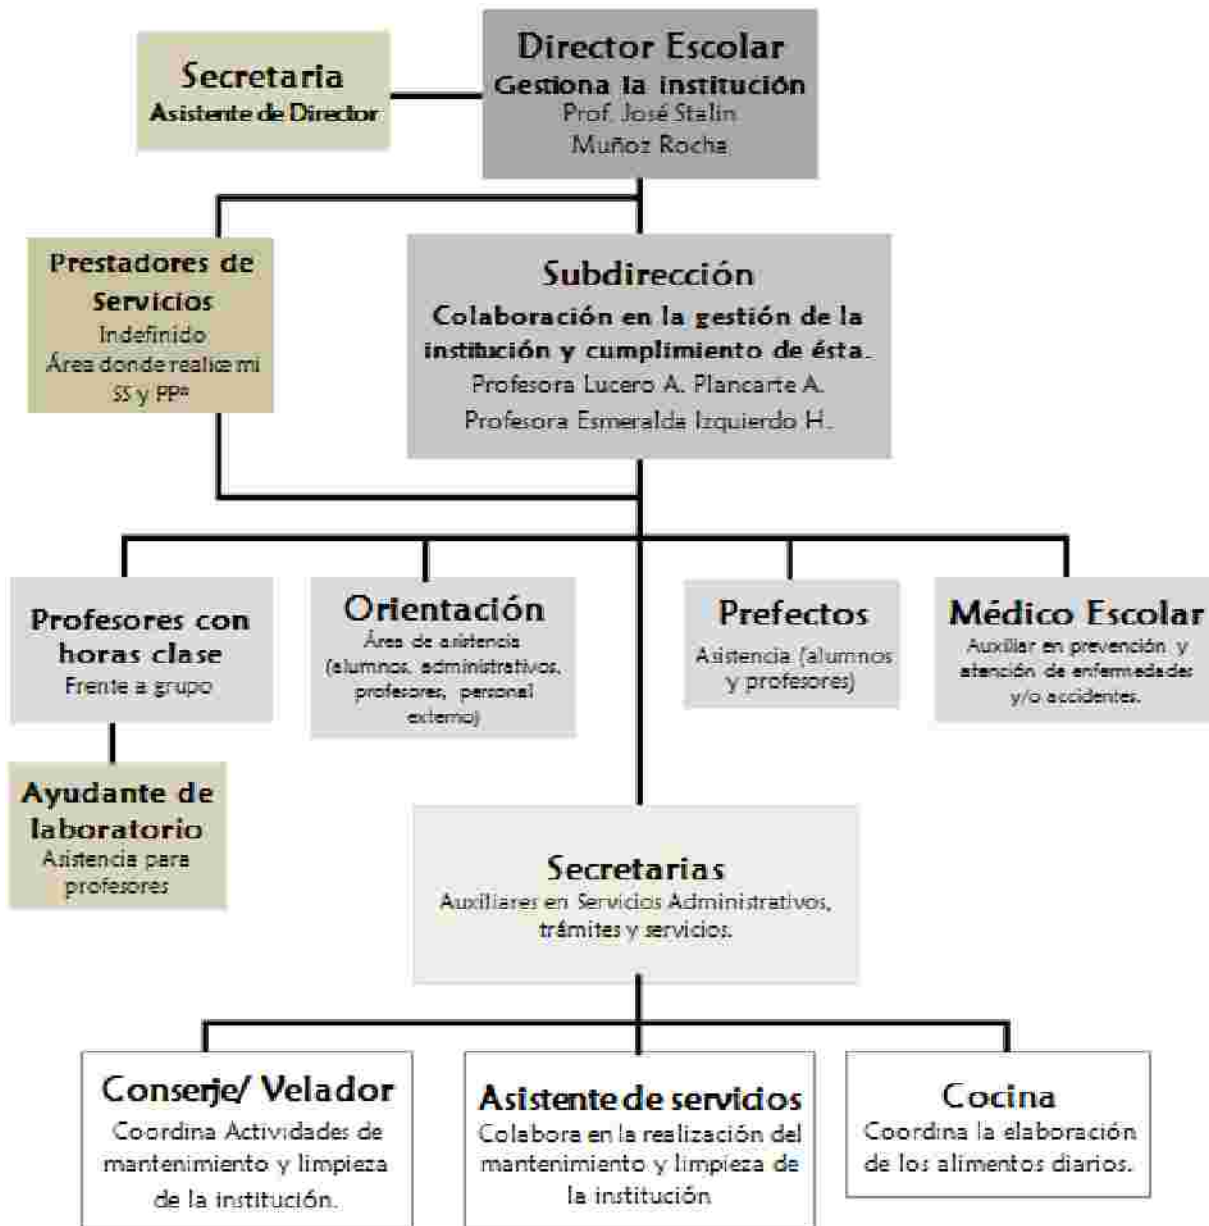 Secretaria
Asistente de Director
Director Escolar
Gestiona la institución
Prof. José Stalin
Muñoz Rocha
Prestadores de
Servicios
Indefinido
Área donde realice mi
SS y PP*
Subdirección
Colaboración en la gestión de la
institución y cumplimiento de ésta.
Profesora Lucero A. Plancarte A.
Profesora Esmeralda Izquierdo H.
Profesores con
horas clase
Frente a grupo
Orientación
Área de asistencia
(alumnos, administrativos,
profesores, personal
externo)
Prefectos
Asistencia (alumnos
y profesores)
Médico Escolar
Auxiliar en prevención y
atención de enfermedades
y/o accidentes.
Ayudante de
laboratorio
Asistencia para
profesores
Secretarias
Auxiliares en Servicios Administrativos,
trámites y servicios.
Conserje/ Velador
Coordina Actividades de
mantenimiento y limpieza
de la institución.
Asistente de servicios
Colabora en la realización del
mantenimiento y limpieza de
la institución
Cocina
Coordina la elaboración
de los alimentos diarios.